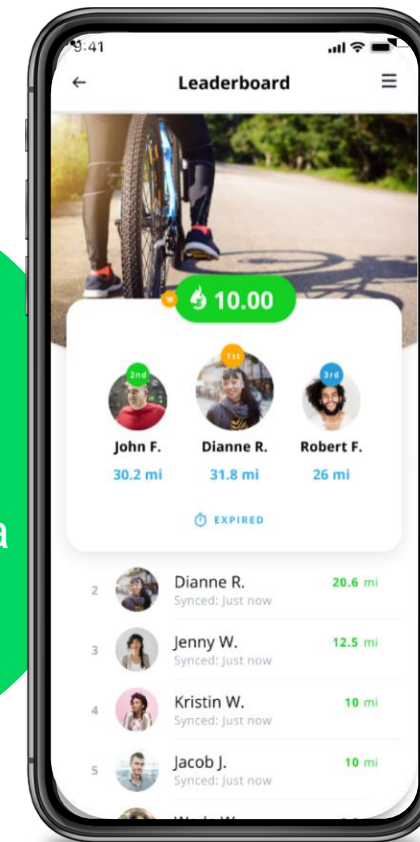 9:41
Leaderboard
10.00
1st
2nd
3rd
John F.
Dianne R.
Robert F.
30.2 mi
31.8 mi
26 mi
EXPIRED
a
2
Dianne R.
20.6 mi
Synced: Just now
3
Jenny W.
12.5 mi
Synced: Just now
4
Kristin W.
10 mi
Synced: Just now
5
Jacob J.
10 mi
Synced: Just now